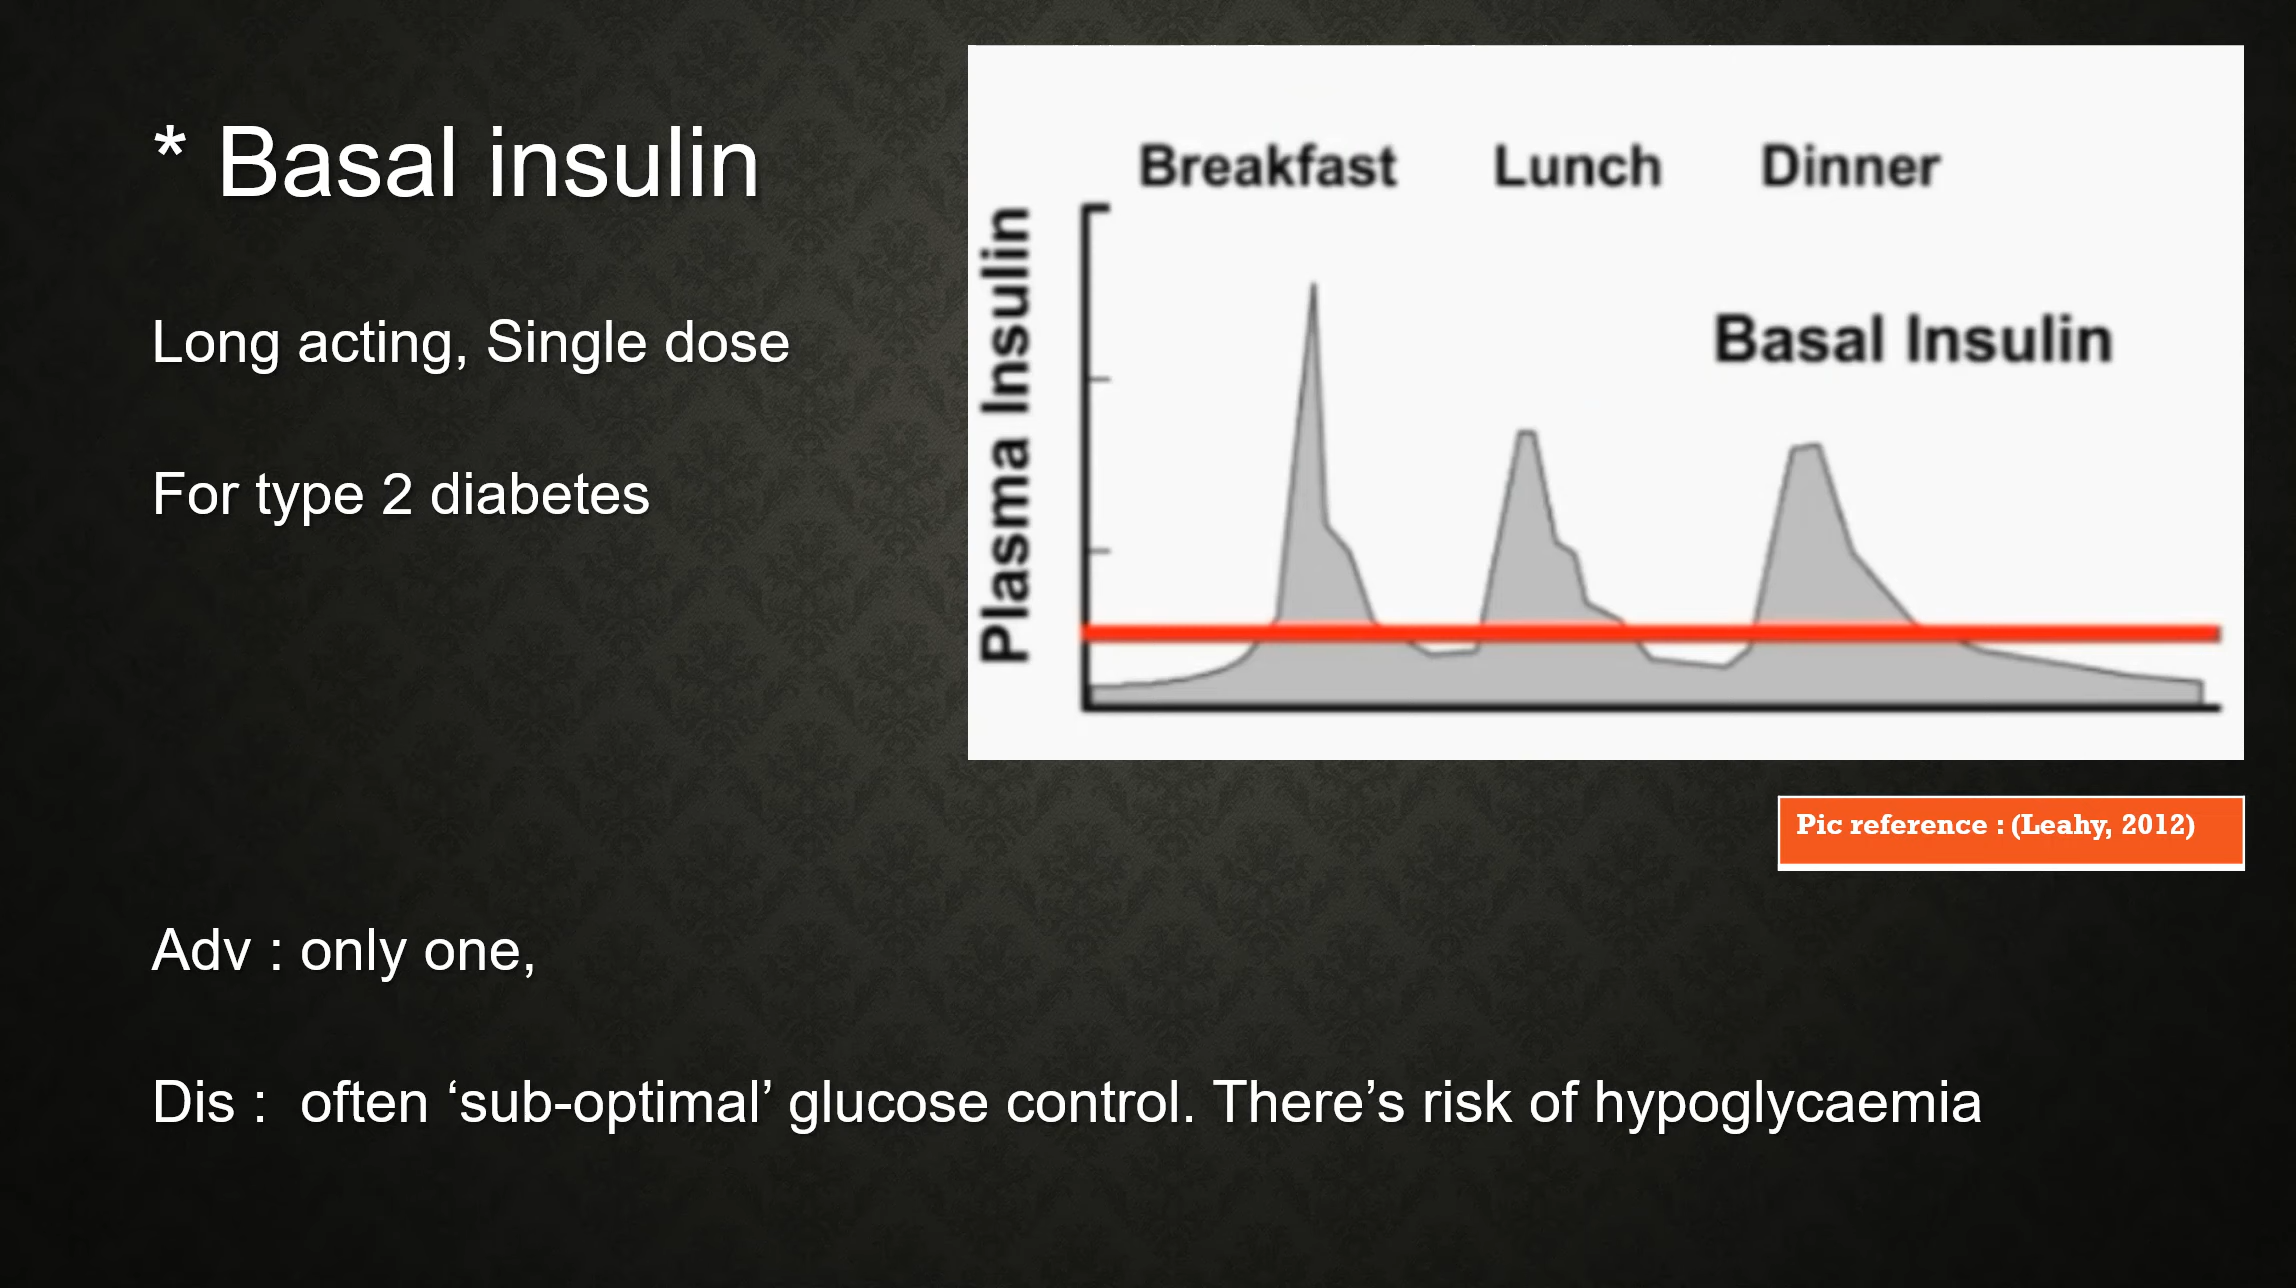 * Basal insulin
Long acting, Single dose
For type 2 diabetes
Breakfast Lunch Dinner
Plasma Insulin
Basal Insulin
Pic reference : (Leahy, 2012)
Adv : only one,
Dis :  often ‘sub-optimal’ glucose control. There’s risk of hypoglycaemia